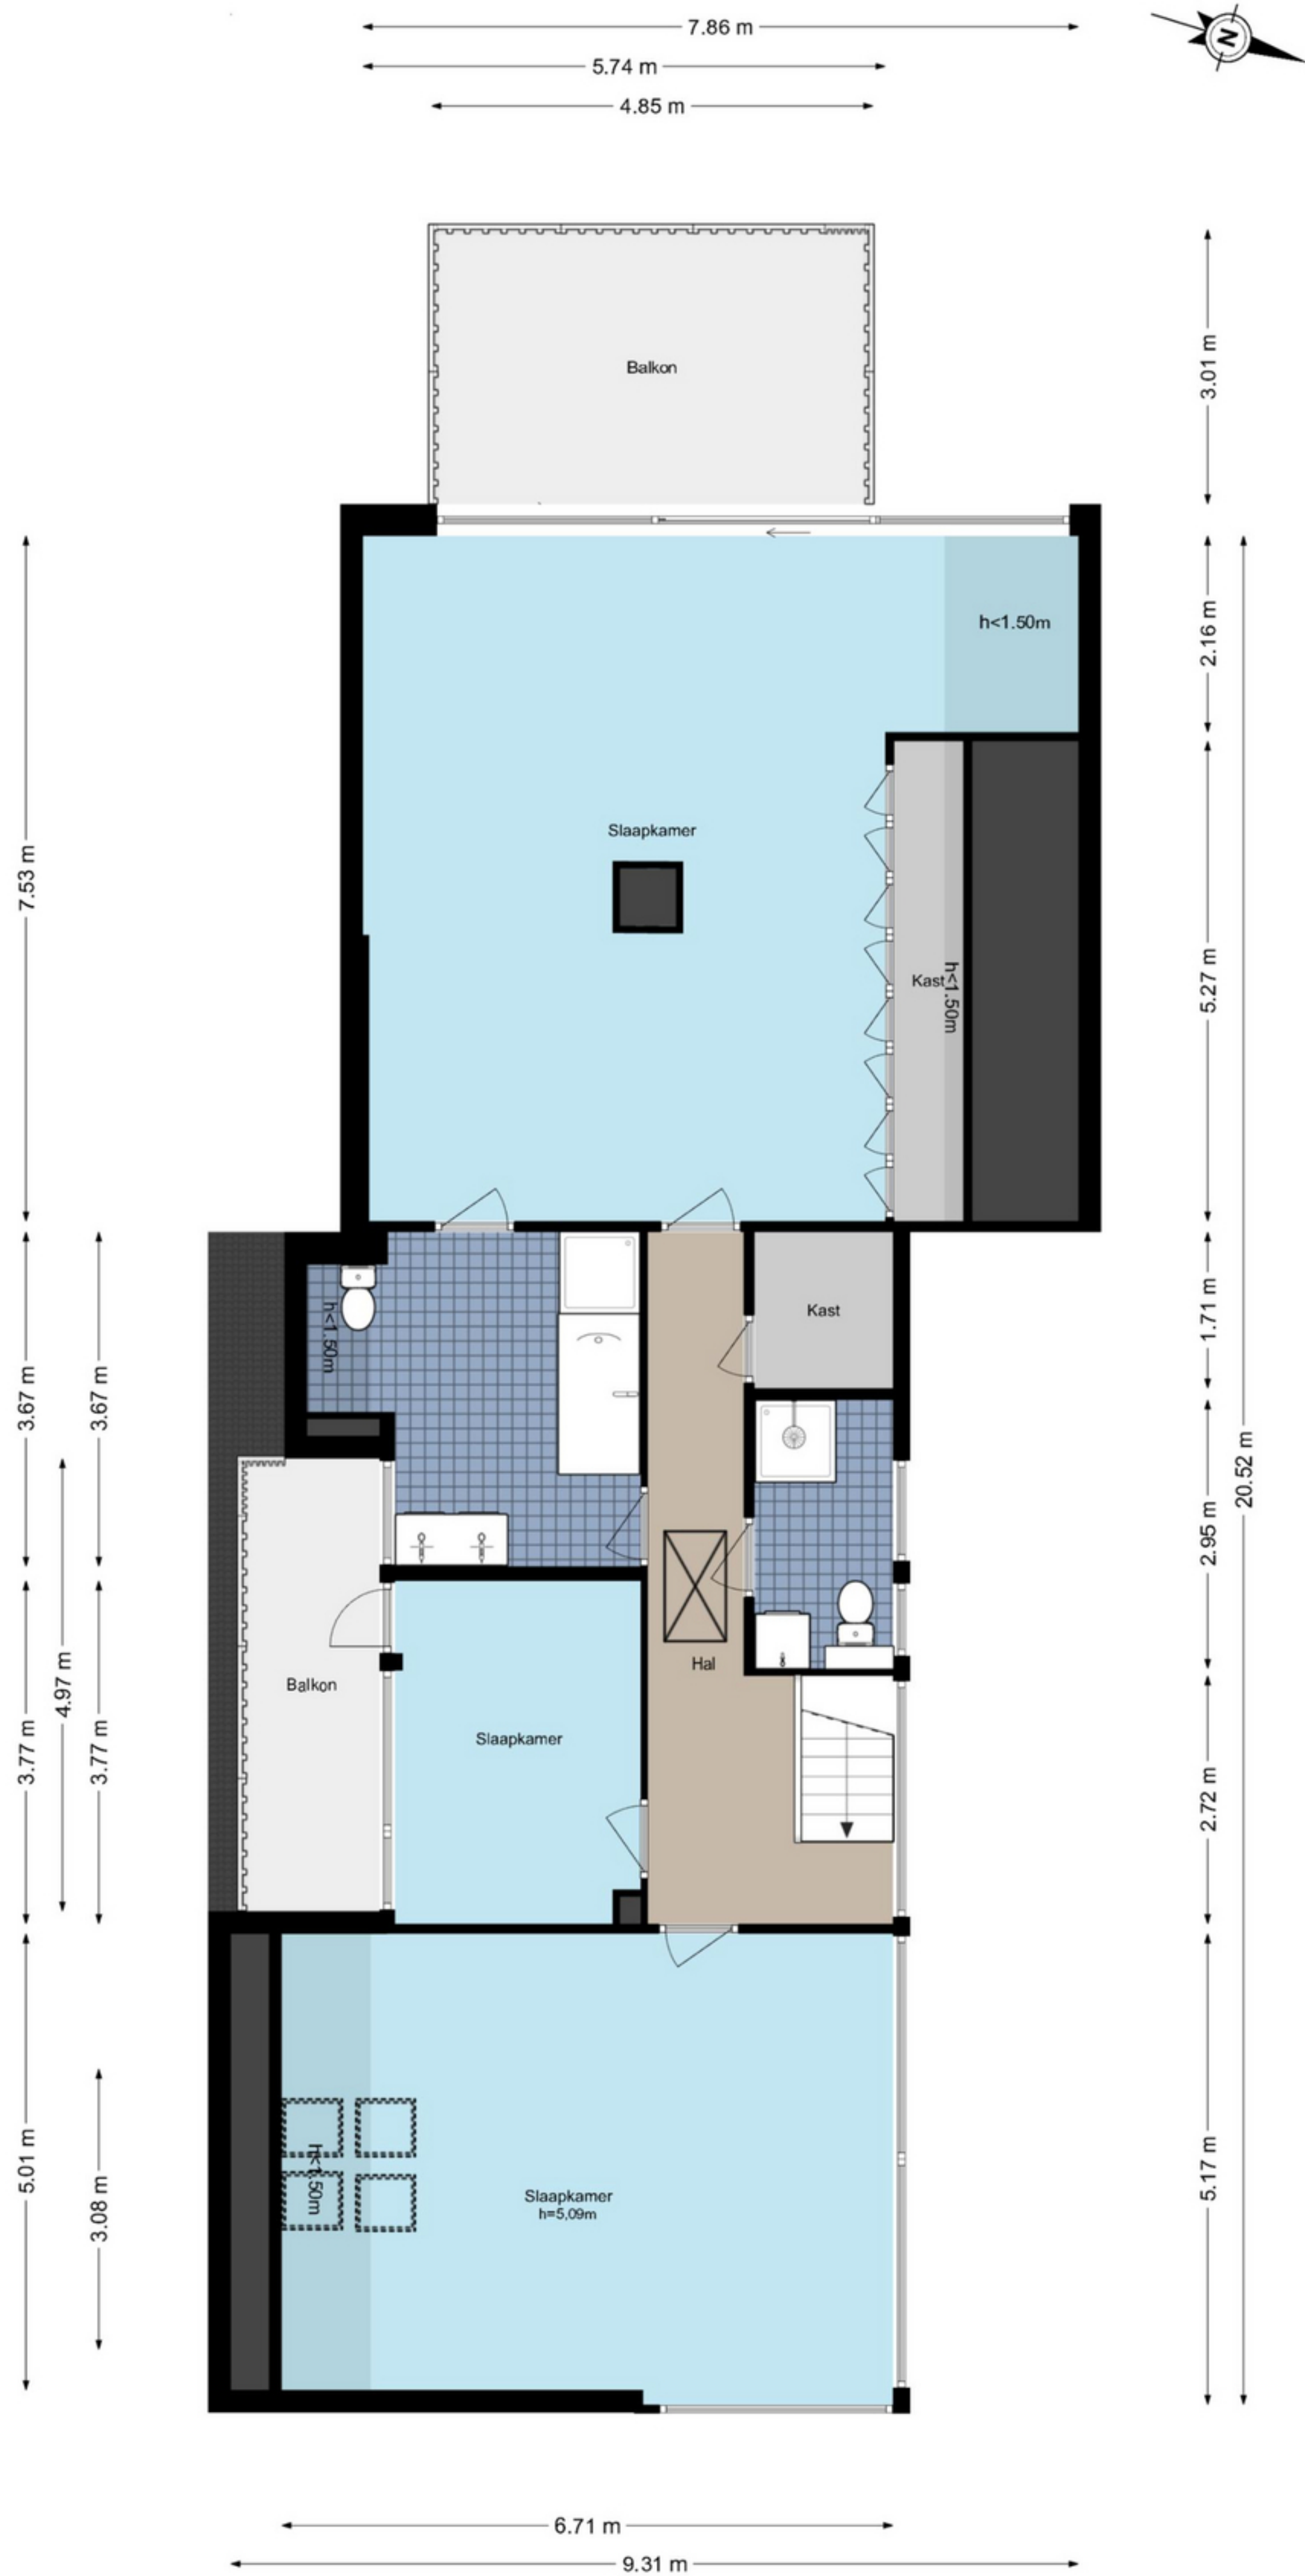 7.86 m
N
5.74 m
4.85 m
3.01 m
Balkon
2.16 m
h<1.50m
7.53 m
Slaapkamer
5.27 m
Kast
h<1.50m
1.71 m
Kast
h<1.50m
3.67 m
3.67 m
20.52 m
2.95 m
Hal
4.97 m
Balkon
3.77 m
3.77 m
Slaapkamer
2.72 m
5.01 m
3.08 m
h<1.50m
Slaapkamer
h=5,09m
5.17 m
6.71 m
9.31 m